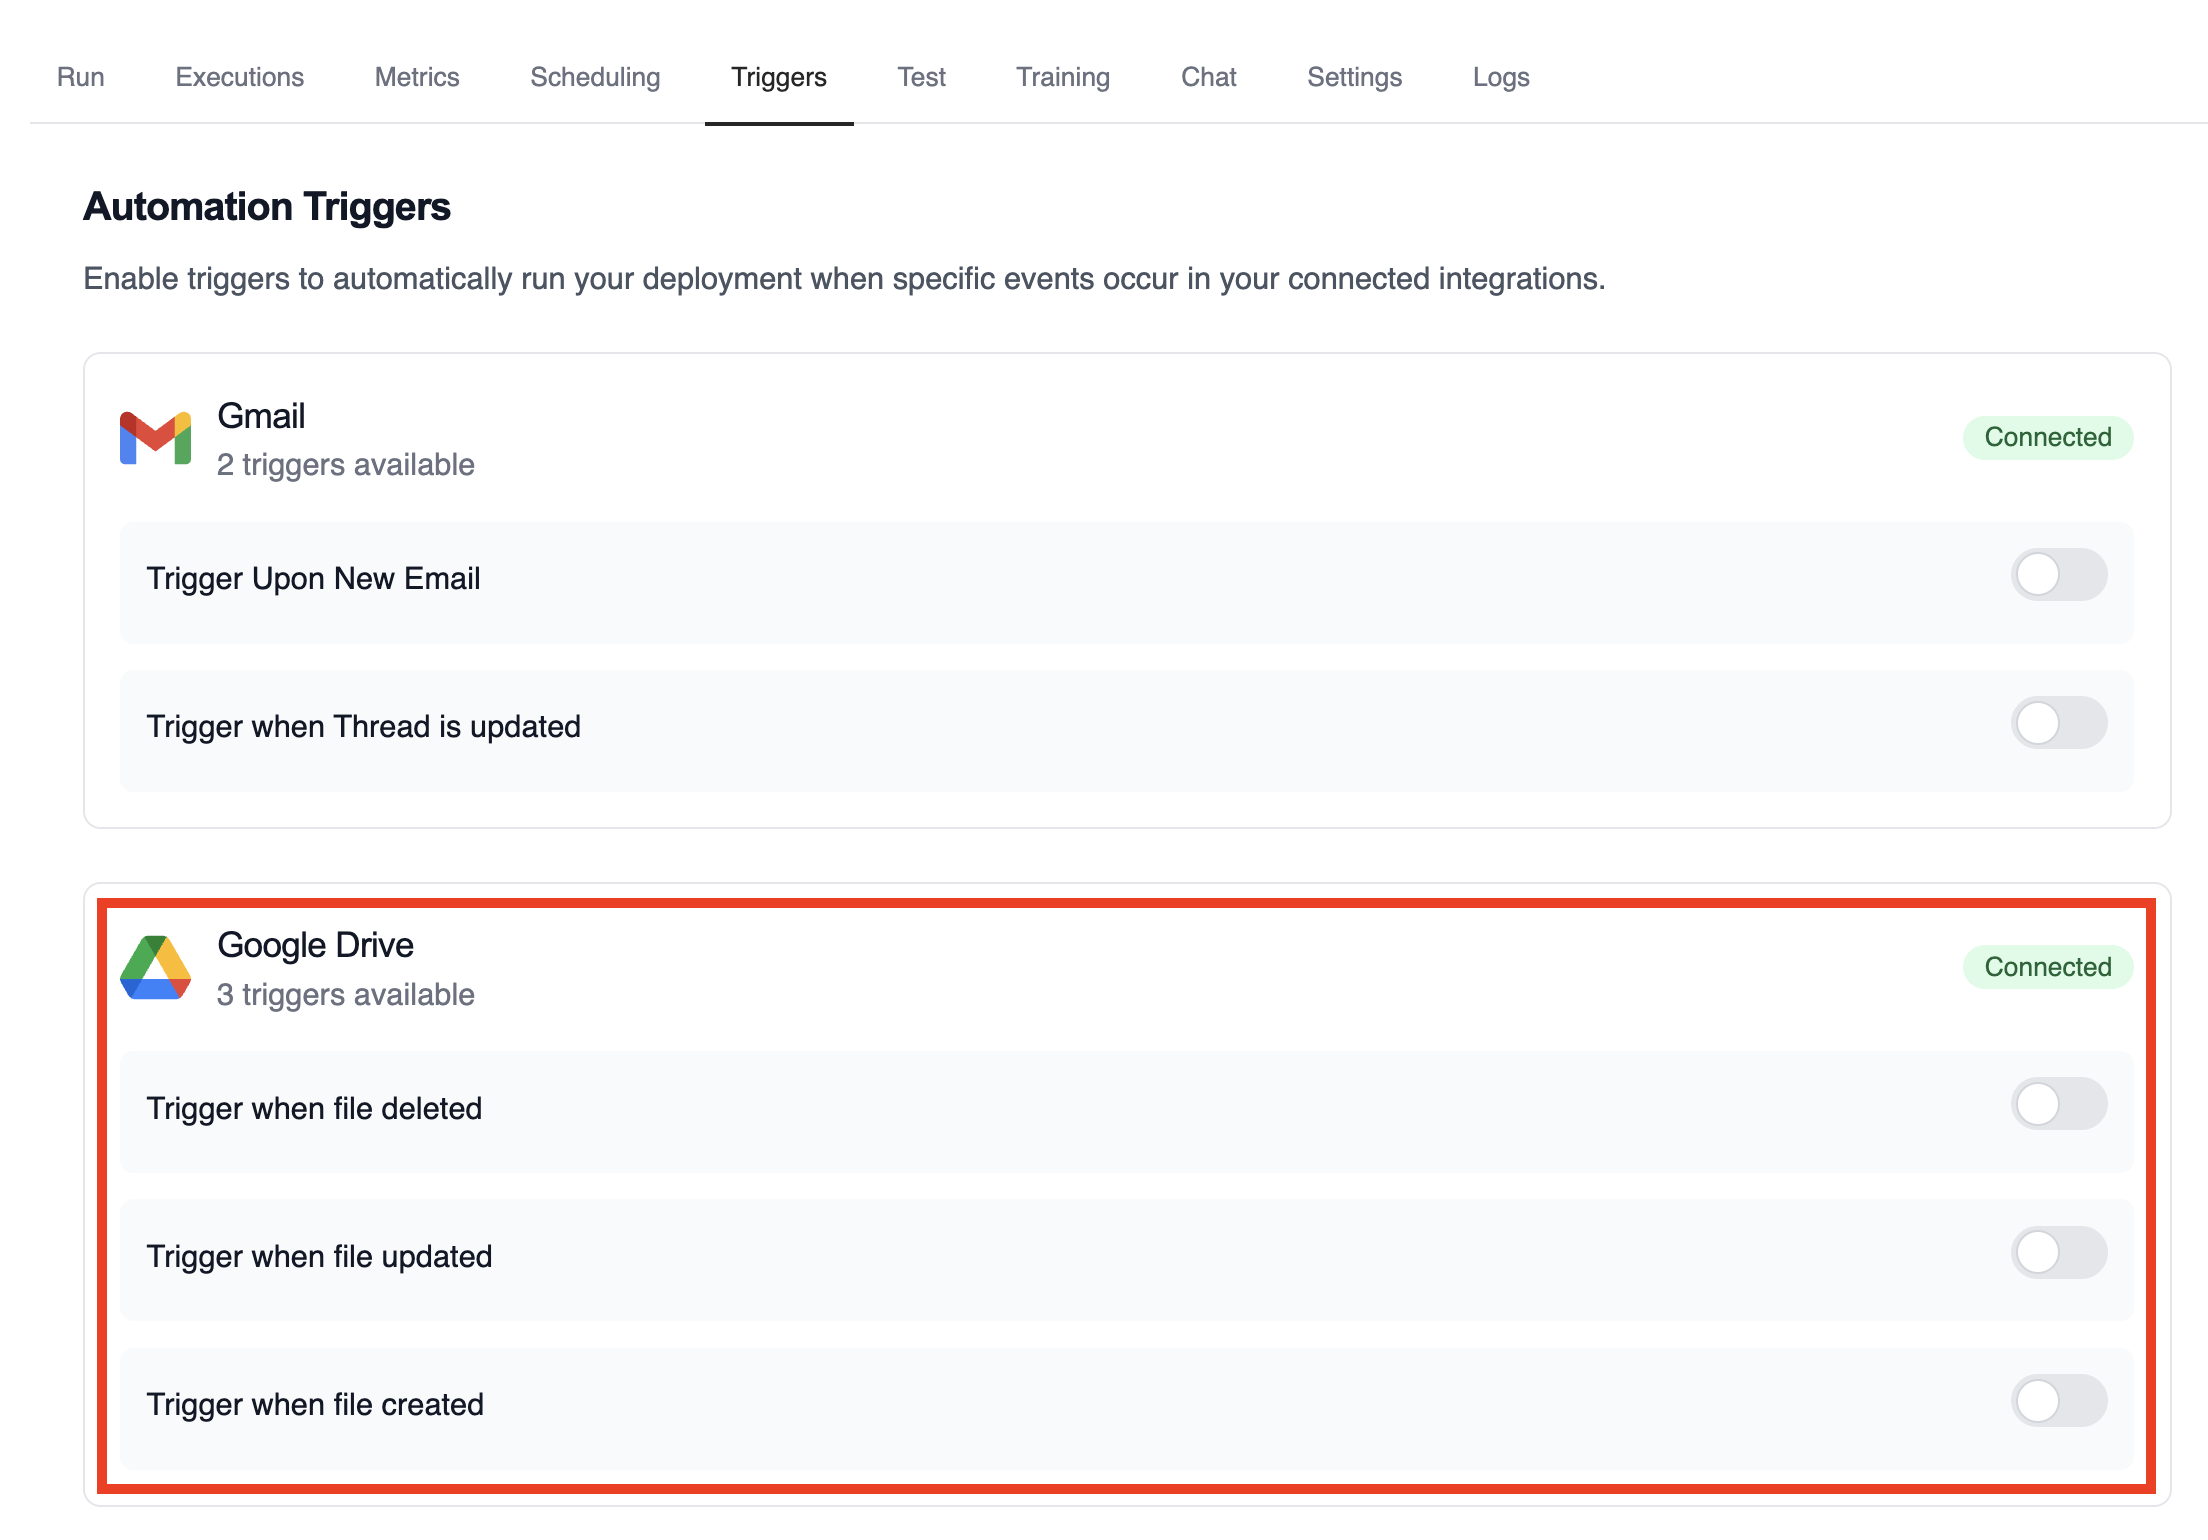 Run Executions Metrics Scheduling Triggers Test Training Chat Settings Logs
Automation Triggers
Enable triggers to automatically run your deployment when specific events occur in your connected integrations.
Gmail
2 triggers available
Connected
Trigger Upon New Email
Trigger when Thread is updated
Google Drive
3 triggers available
Connected
Trigger when file deleted
Trigger when file updated
Trigger when file created